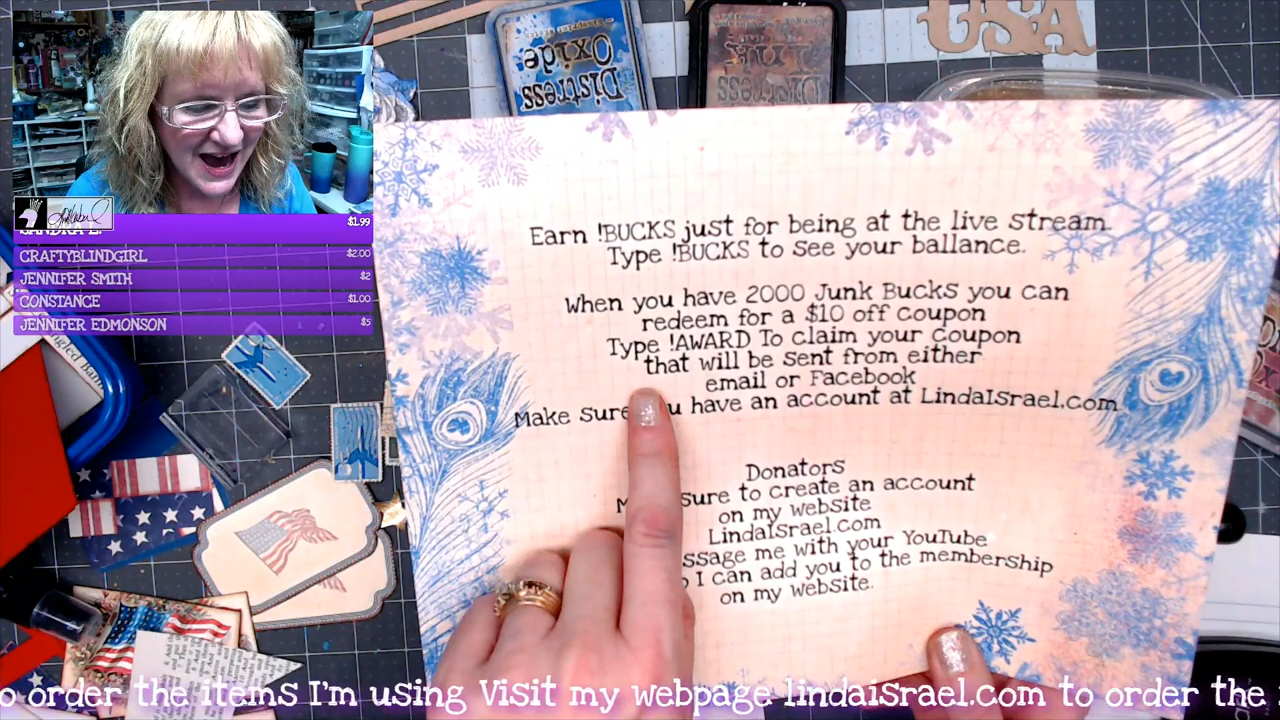 Distress
Oxide
Distress
Ink
USA
$1.99
CRAFTYBLINDGIRL $2.00
JENNIFER SMITH $2
CONSTANCE $1.00
JENNIFER EDMONSON $5
Earn !BUCKS just for being at the live stream
Type !BUCKS to see your ballance.
When you have 2000 Junk Bucks you can
redeem for a $10 off coupon
Type !AWARD To claim your coupon
that will be sent from either
email or Facebook
Make sure you have an account at LindaIsrael.com
Donators
sure to create an account
on my website
LindaIsrael.com
ssage me with your YouTube
I can add you to the membership
on my website.
o order the items I'm using Visit my webpage lindaisrael.com to order the